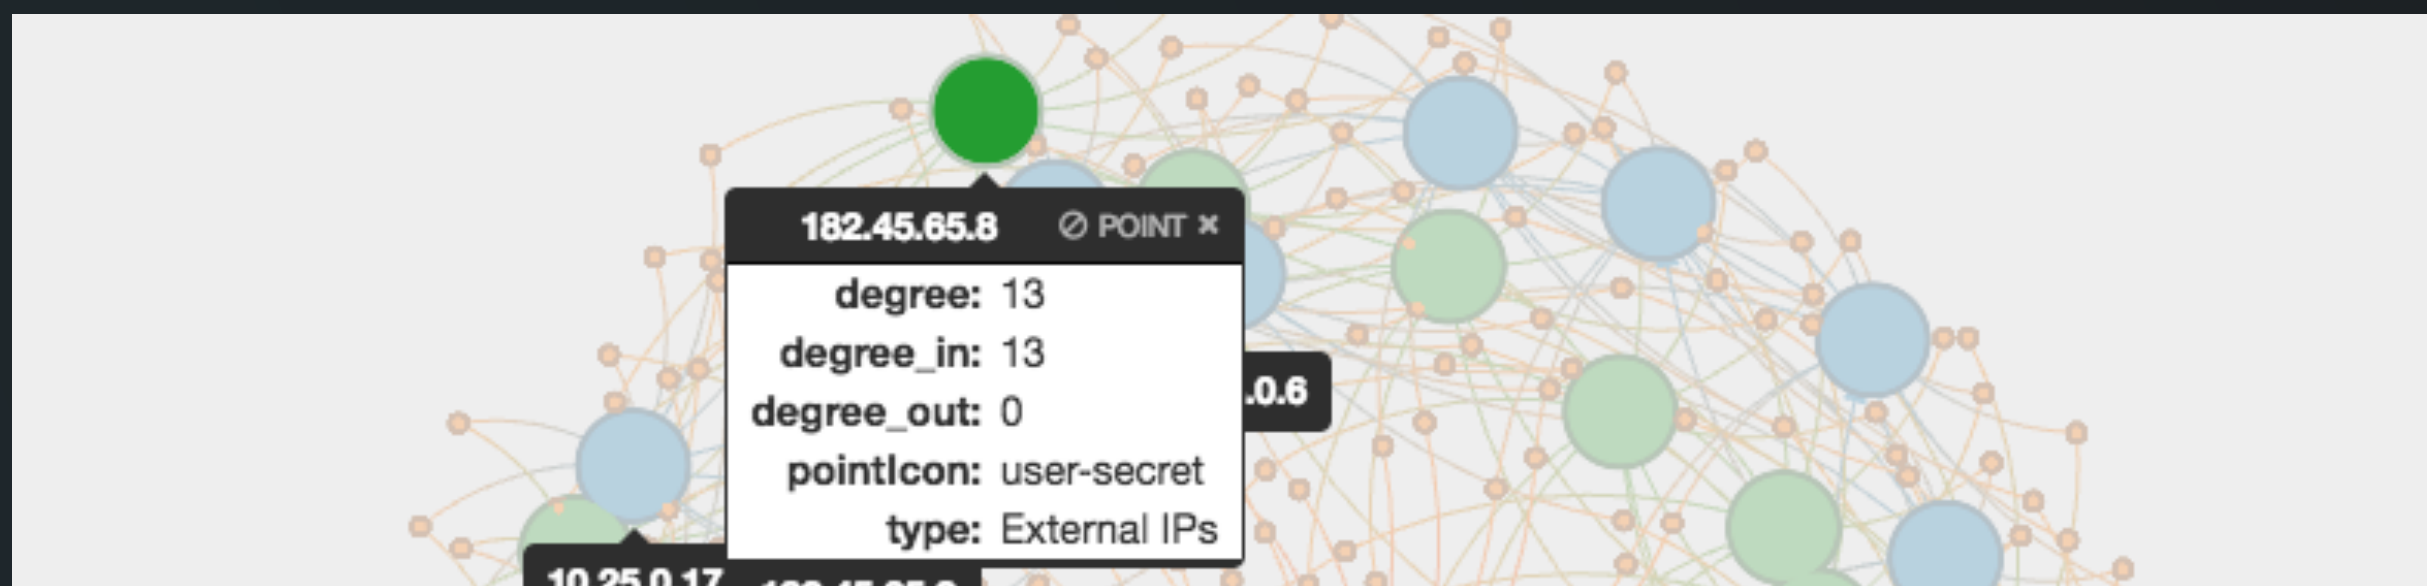 182.45.65.8 POINT ×
degree: 13
degree_in: 13
degree_out: 0
.0.6
pointIcon: user-secret
type: External IPs
10.25.0.17